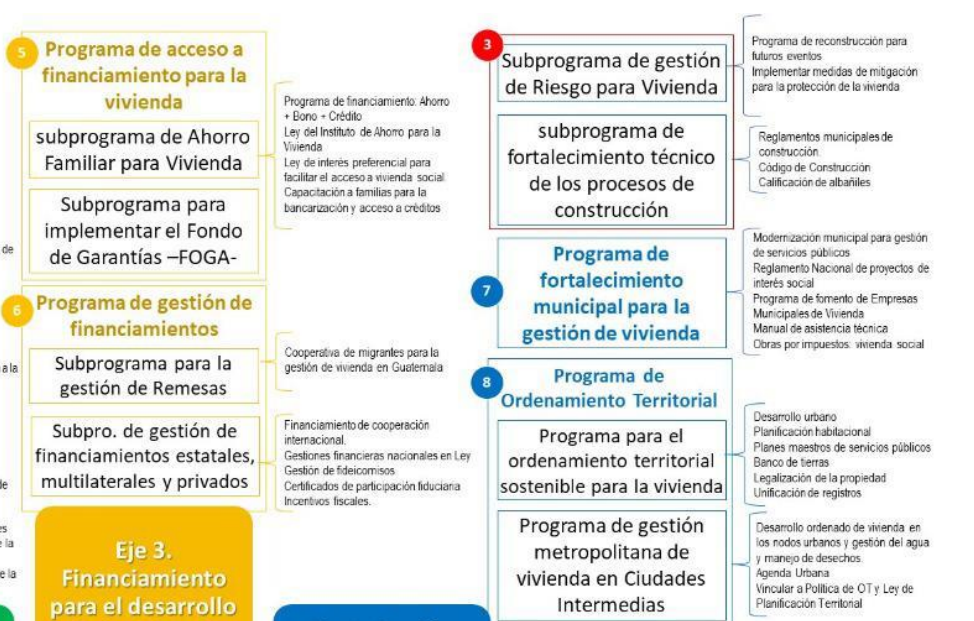 5
Programa de acceso a
financiamiento para la
vivienda
subprograma de Ahorro
Familiar para Vivienda
Subprograma para
implementar el Fondo
de Garantías –FOGA-
Programa de financiamiento: Ahorro
+ Bono + Crédito
Ley del Instituto de Ahorro para la
Vivienda
Ley de interés preferencial para
facilitar el acceso a vivienda social
Capacitación a familias para la
bancarización y acceso a créditos
de
6
Programa de gestión de
financiamientos
Subprograma para la
gestión de Remesas
Cooperativa de migrantes para la
gestión de vivienda en Guatemala
a la
Subpro. de gestión de
financiamientos estatales,
multilaterales y privados
Financiamiento de cooperación
internacional.
Gestiones financieras nacionales en Ley
Gestión de fideicomisos
Certificados de participación fiduciaria
Incentivos fiscales.
de
es
e la
e la
Eje 3.
Financiamiento
para el desarrollo
3
Subprograma de gestión
de Riesgo para Vivienda
Programa de reconstrucción para
futuros eventos
Implementar medidas de mitigación
para la protección de la vivienda
subprograma de
fortalecimiento técnico
de los procesos de
construcción
Reglamentos municipales de
construcción.
Código de Construcción
Calificación de albañiles
7
Programa de
fortalecimiento
municipal para la
gestión de vivienda
Modernización municipal para gestión
de servicios públicos
Reglamento Nacional de proyectos de
interés social
Programa de fomento de Empresas
Municipales de Vivienda
Manual de asistencia técnica
Obras por impuestos: vivienda social
8
Programa de
Ordenamiento Territorial
Programa para el
ordenamiento territorial
sostenible para la vivienda
Desarrollo urbano
Planificación habitacional
Planes maestros de servicios públicos
Banco de tierras
Legalización de la propiedad
Unificación de registros
Programa de gestión
metropolitana de
vivienda en Ciudades
Intermedias
Desarrollo ordenado de vivienda en
los nodos urbanos y gestión del agua
y manejo de desechos
Agenda Urbana
Vincular a Política de OT y Ley de
Planificación Territorial